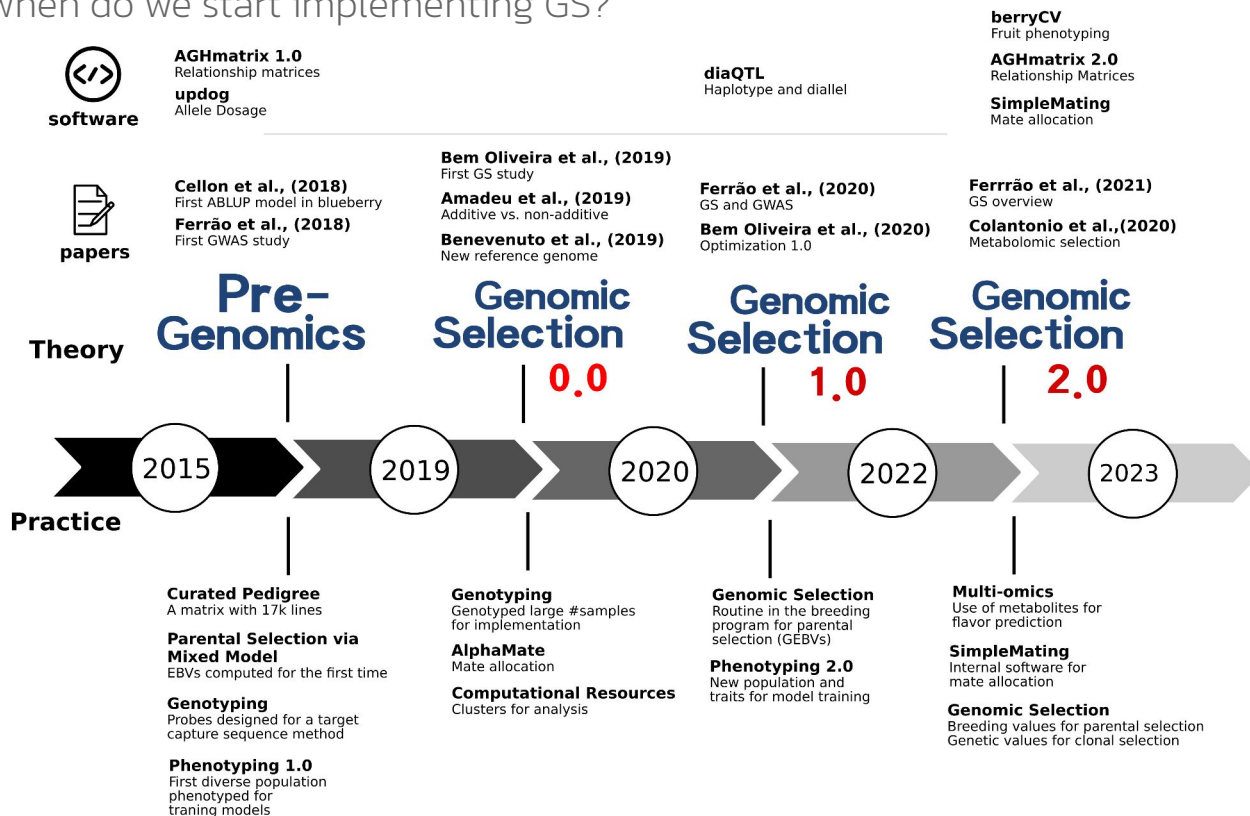 when do we start implementing GS?
software
AGHmatrix 1.0
Relationship matrices
updog
Allele Dosage
diaQTL
Haplotype and diallel
berryCV
Fruit phenotyping
AGHmatrix 2.0
Relationship Matrices
SimpleMating
Mate allocation
papers
Cellon et al., (2018)
First ABLUP model in blueberry
Ferrão et al., (2018)
First GWAS study
Bem Oliveira et al., (2019)
First GS study
Amadeu et al., (2019)
Additive vs. non-additive
Benevenuto et al., (2019)
New reference genome
Ferrão et al., (2020)
GS and GWAS
Bem Oliveira et al., (2020)
Optimization 1.0
Ferrrão et al., (2021)
GS overview
Colantonio et al.,(2020)
Metabolomic selection
Theory
Pre-
Genomics
Genomic
Selection
0.0
Genomic
Selection
1.0
Genomic
Selection
2.0
2015
2019
2020
2022
2023
Practice
Curated Pedigree
A matrix with 17k lines
Parental Selection via
Mixed Model
EBVs computed for the first time
Genotyping
Probes designed for a target
capture sequence method
Phenotyping 1.0
First diverse population
phenotyped for
traning models
Genotyping
Genotyped large #samples
for implementation
AlphaMate
Mate allocation
Computational Resources
Clusters for analysis
Genomic Selection
Routine in the breeding
program for parental
selection (GEBVs)
Phenotyping 2.0
New population and
traits for model training
Multi-omics
Use of metabolites for
flavor prediction
SimpleMating
Internal software for
mate allocation
Genomic Selection
Breeding values for parental selection
Genetic values for clonal selection